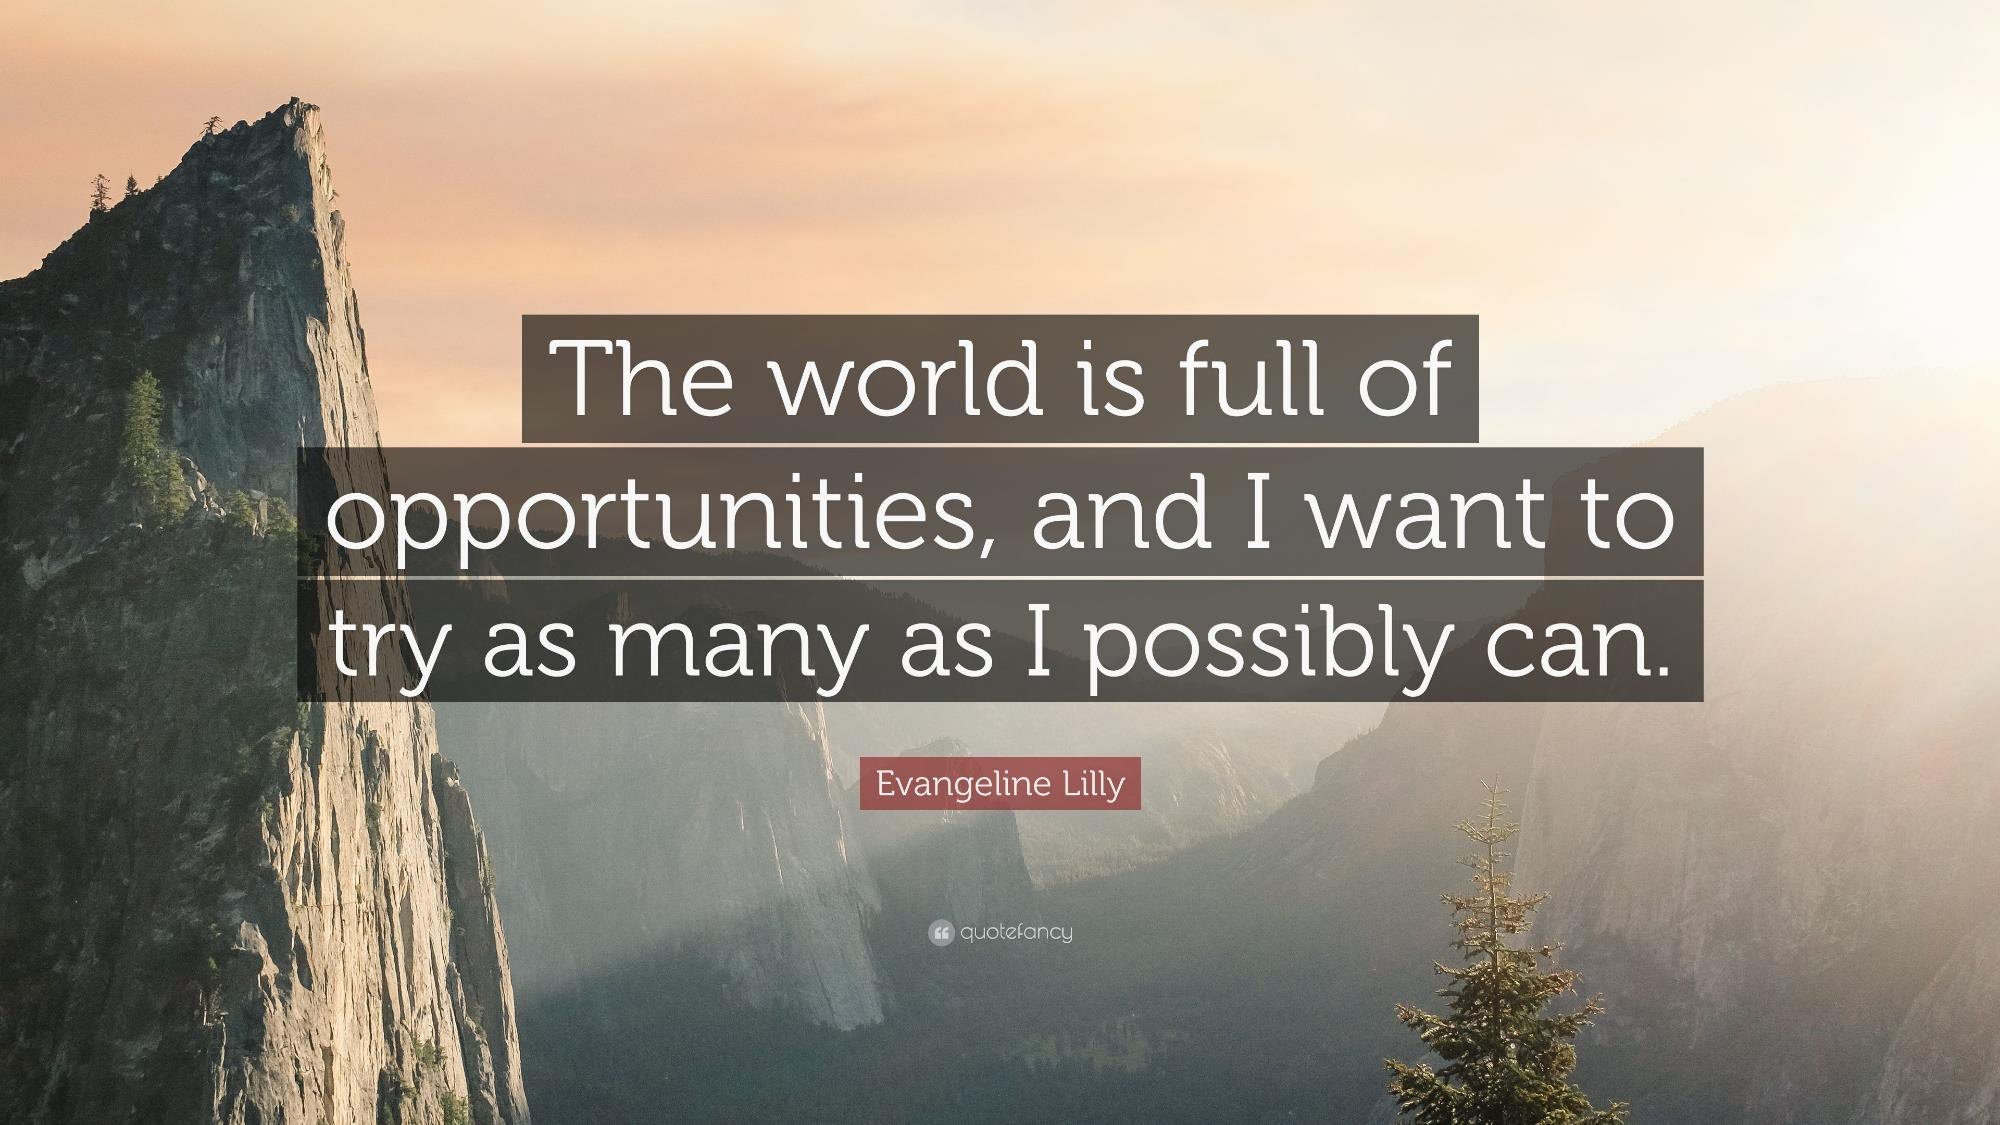 The world is full of
opportunities, and I want to
try as many as I possibly can.
Evangeline Lilly
quotefancy